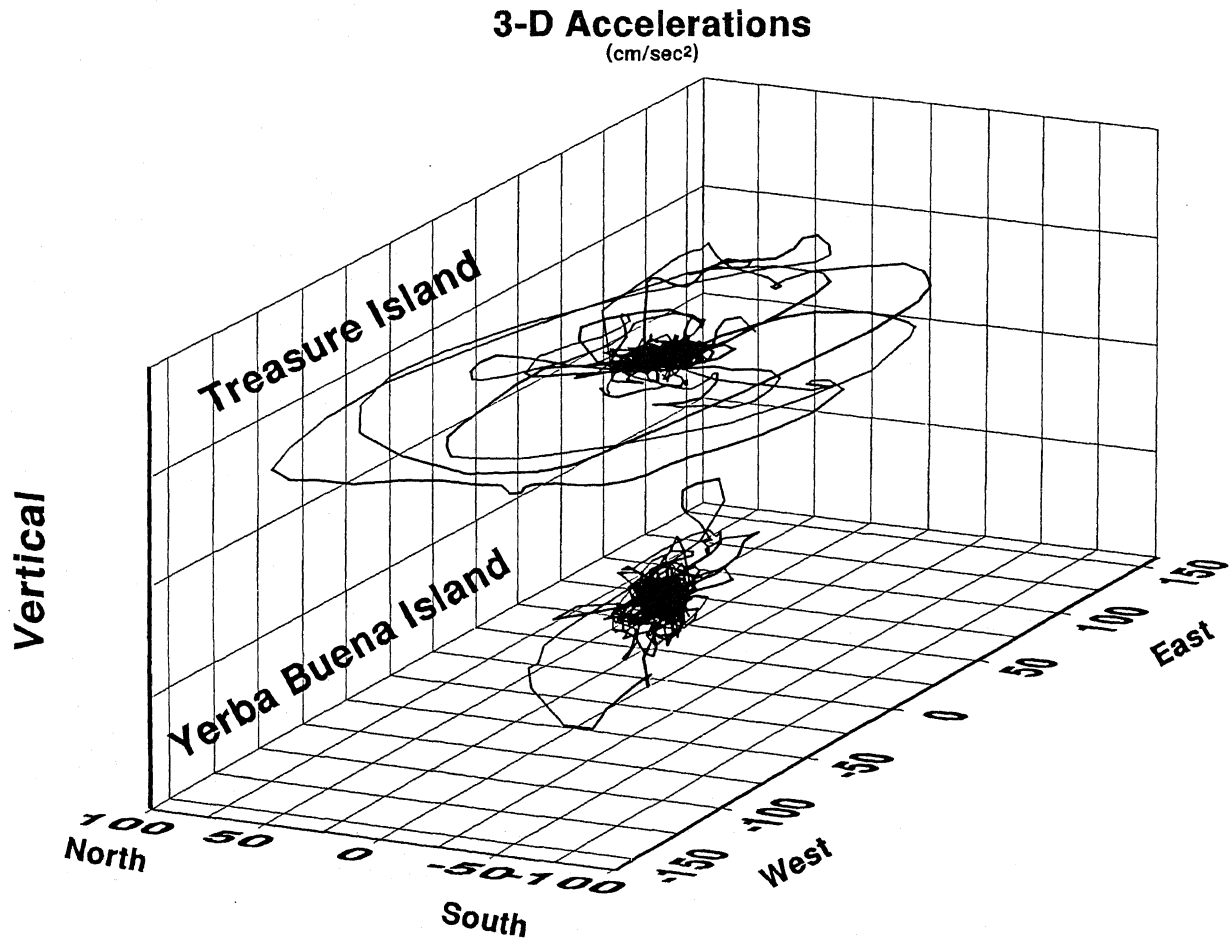 3-D Accelerations
(cm/sec²)
Treasure Island
Yerba Buena Island
Vertical
100
50
0
-50
-100
North
South
-150
-100
-50
0
50
100
150
West
East